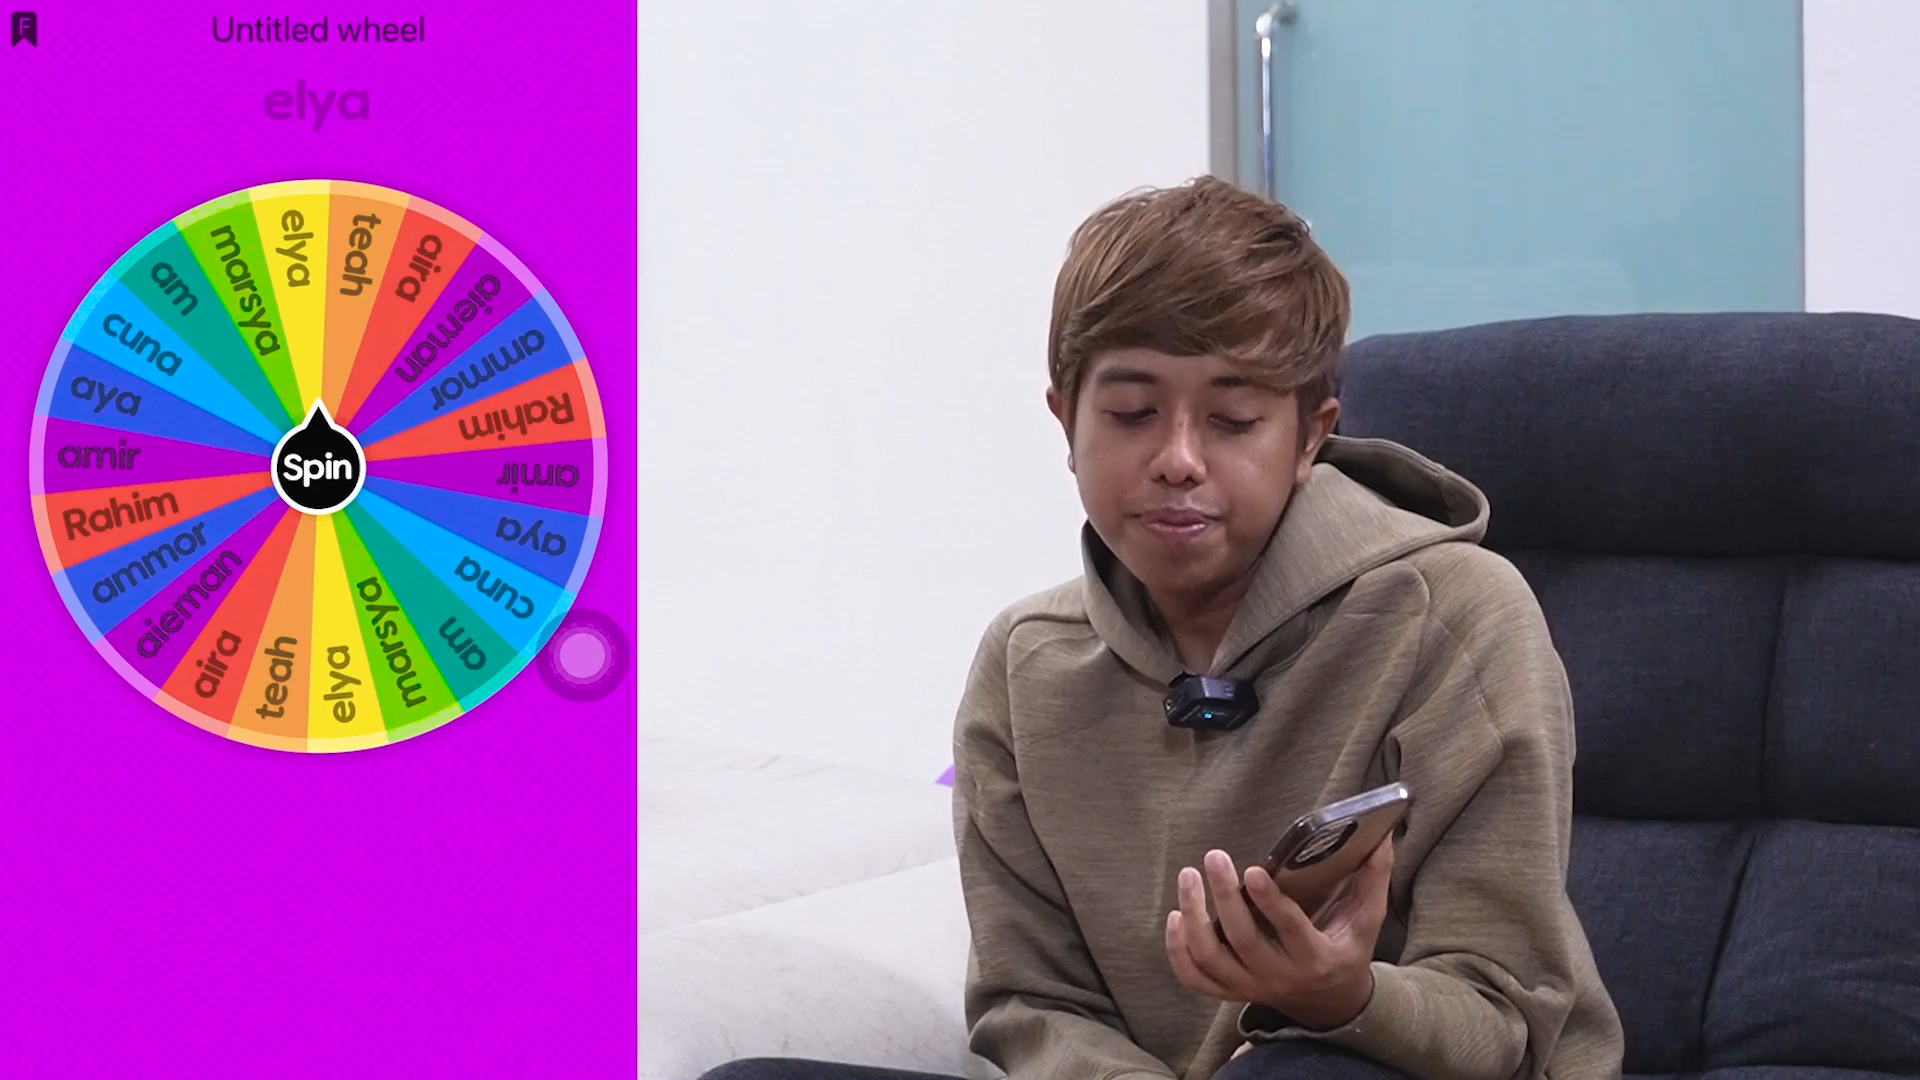 Untitled wheel
elya
elya
teah
aira
aieman
ammor
Rahim
amir
aya
cuna
am
marsya
elya
teah
aira
aieman
ammor
Rahim
amir
aya
cuna
am
marsya
Spin